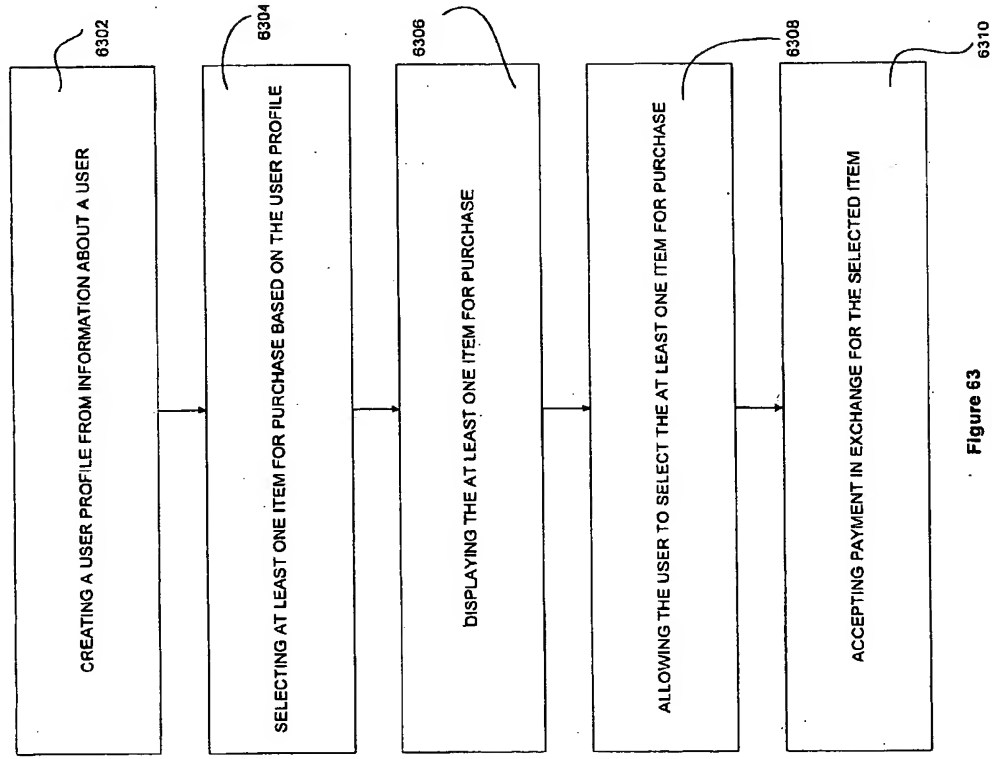 6302
CREATING A USER PROFILE FROM INFORMATION ABOUT A USER
6304
SELECTING AT LEAST ONE ITEM FOR PURCHASE BASED ON THE USER PROFILE
6306
DISPLAYING THE AT LEAST ONE ITEM FOR PURCHASE
6308
ALLOWING THE USER TO SELECT THE AT LEAST ONE ITEM FOR PURCHASE
6310
ACCEPTING PAYMENT IN EXCHANGE FOR THE SELECTED ITEM
Figure 63